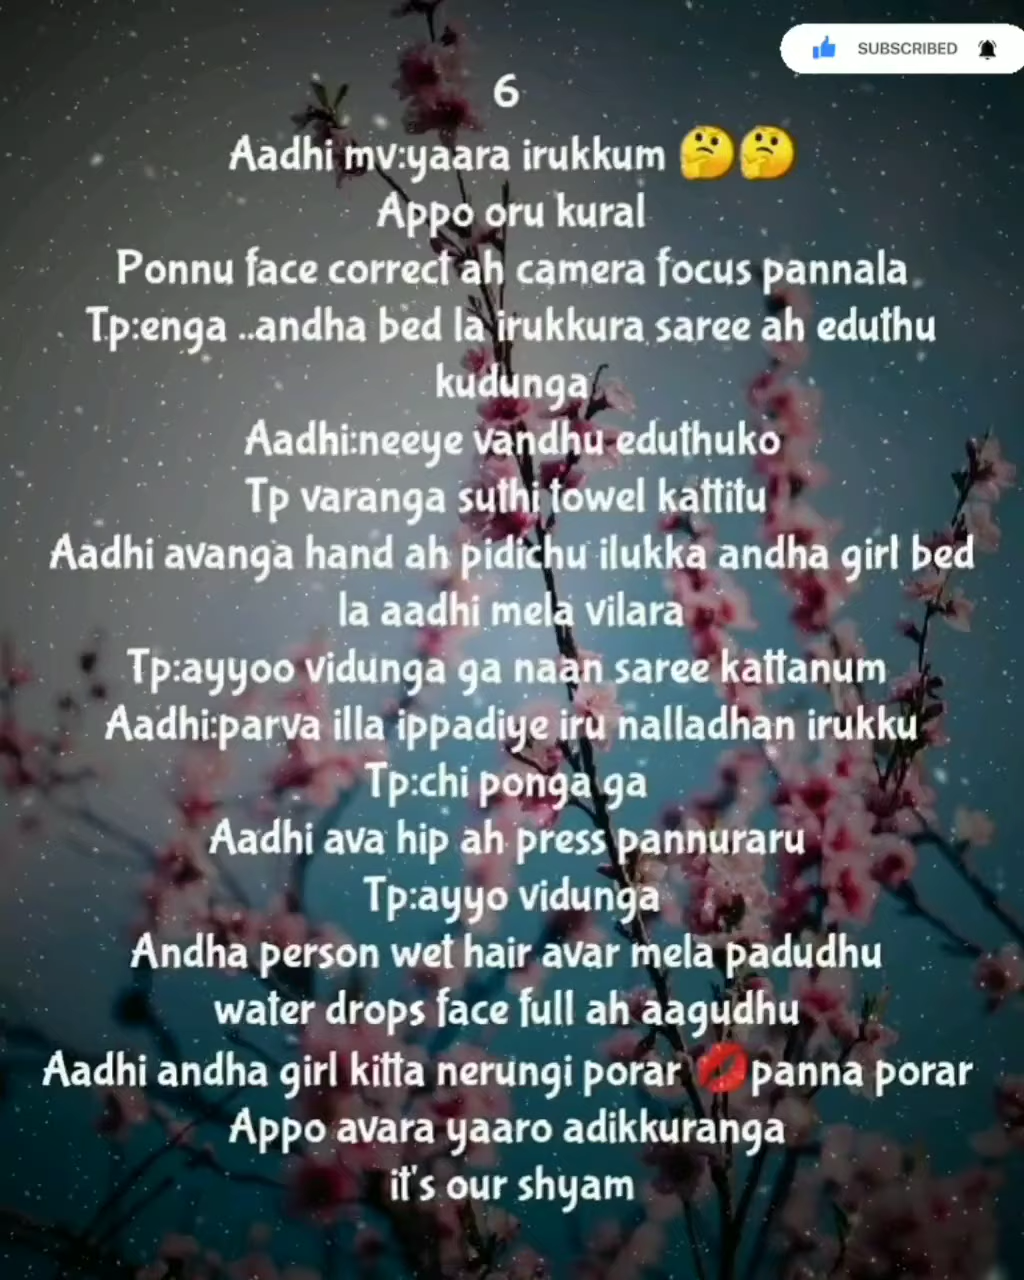 SUBSCRIBED
6
Aadhi mv:yaara irukkum 🤔🤔
Appo oru kural
Ponnu face correct ah camera focus pannala
Tp:enga ..andha bed la irukkura saree ah eduthu
kudunga
Aadhi:neeye vandhu eduthuko
Tp varanga suthi towel kattitu
Aadhi avanga hand ah pidichu ilukka andha girl bed
la aadhi mela vilara
Tp:ayyoo vidunga ga naan saree kattanum
Aadhi:parva illa ippadiye iru nalladhan irukku
Tp:chi ponga ga
Aadhi ava hip ah press pannuraru
Tp:ayyo vidunga
Andha person wet hair avar mela padudhu
water drops face full ah aagudhu
Aadhi andha girl kitta nerungi porar 💋panna porar
Appo avara yaaro adikkuranga
it's our shyam